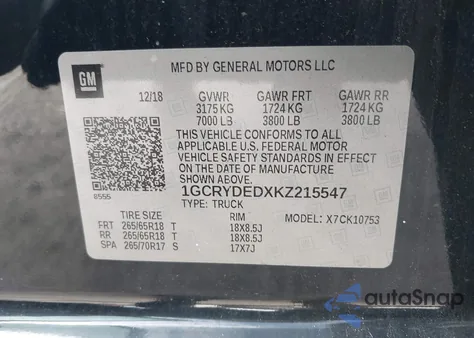 GM
MFD BY GENERAL MOTORS LLC
12/18 GVWR GAWR FRT GAWR RR
3175 KG 1724 KG 1724 KG
7000 LB 3800 LB 3800 LB
THIS VEHICLE CONFORMS TO ALL
APPLICABLE U.S. FEDERAL MOTOR
VEHICLE SAFETY STANDARDS IN EFFECT
ON THE DATE OF MANUFACTURE
SHOWN ABOVE.
1GCRYDEDXKZ215547
8555
TYPE: TRUCK
TIRE SIZE RIM MODEL: X7CK10753
FRT 265/65R18 T 18X8.5J
RR 265/65R18 T 18X8.5J
SPA 265/70R17 S 17X7J
autoSnap